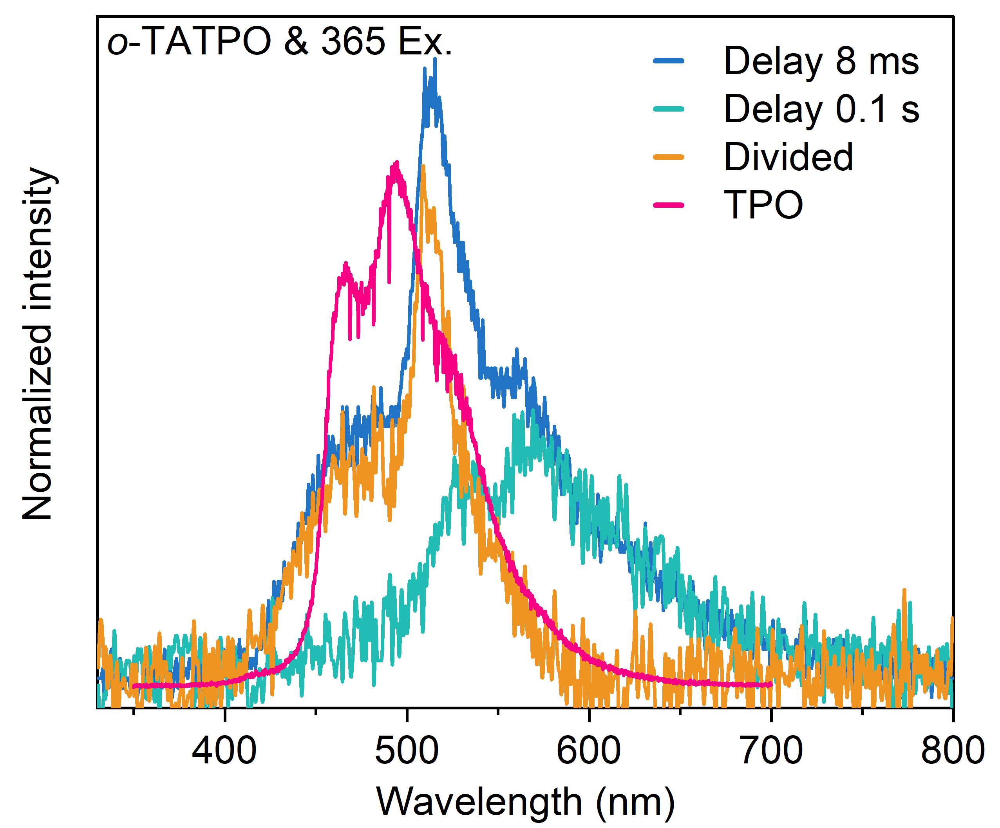 o-TATPO & 365 Ex.
Delay 8 ms
Delay 0.1 s
Divided
TPO
Normalized intensity
400 500 600 700 800
Wavelength (nm)